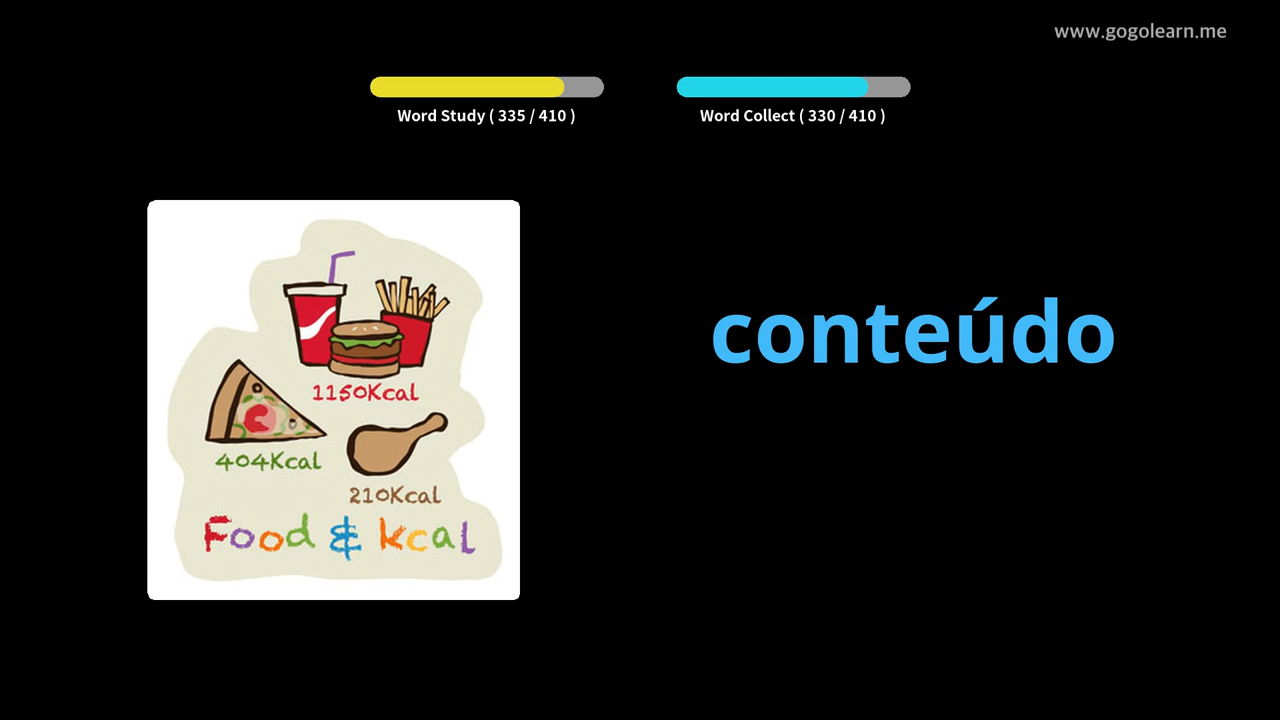 www.gogolearn.me
Word Study ( 335 / 410 )
Word Collect ( 330 / 410 )
1150Kcal
404Kcal
210Kcal
Food & kcal
conteúdo